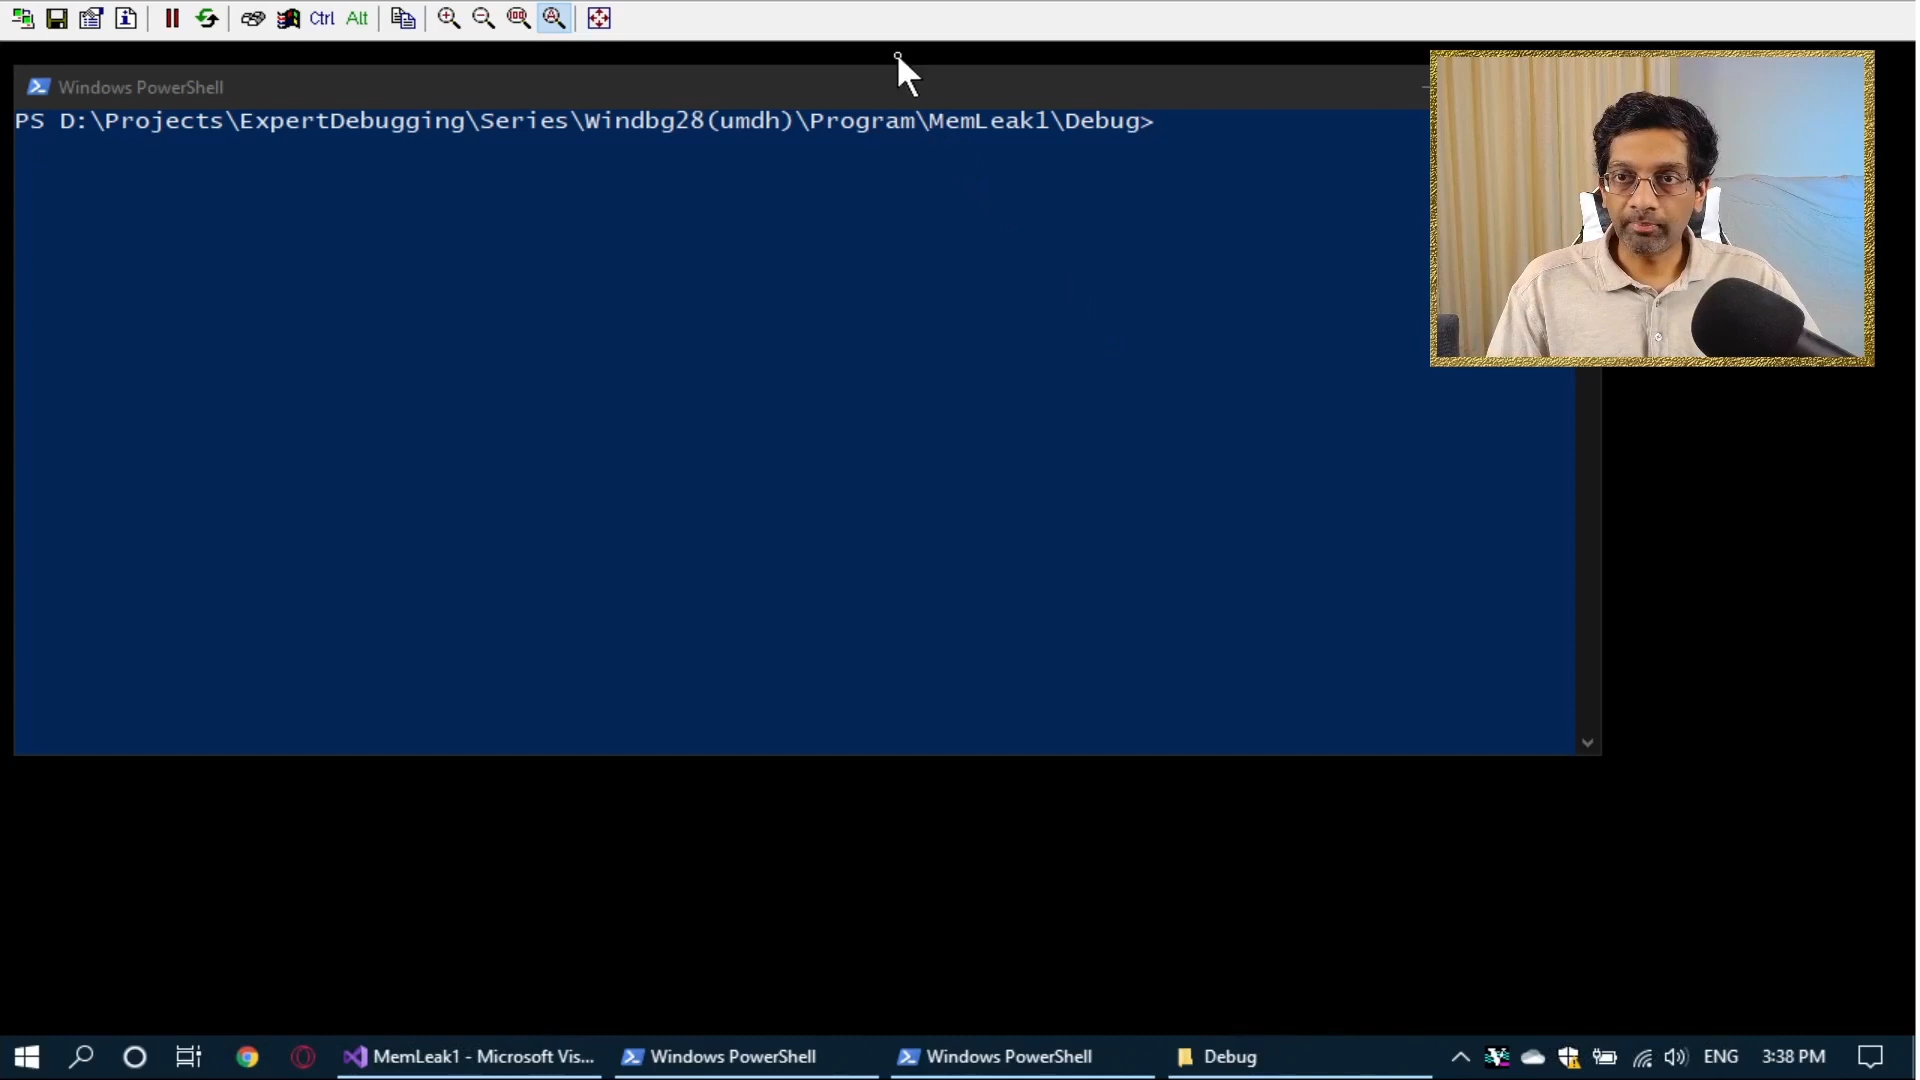 Ctrl Alt
Windows PowerShell
PS D:\Projects\ExpertDebugging\Series\Windbg28(umdh)\Program\MemLeak1\Debug>
MemLeak1 - Microsoft Vis... Windows PowerShell Windows PowerShell Debug ENG 3:38 PM